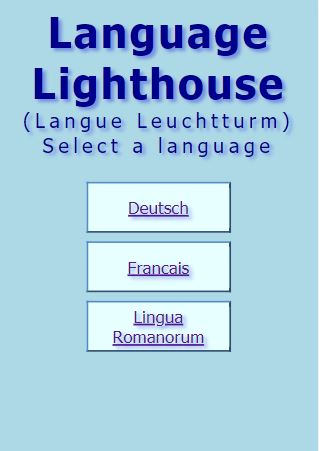 Language
Lighthouse
(Langue Leuchtturm)
Select a language
Deutsch
Francais
Lingua
Romanorum